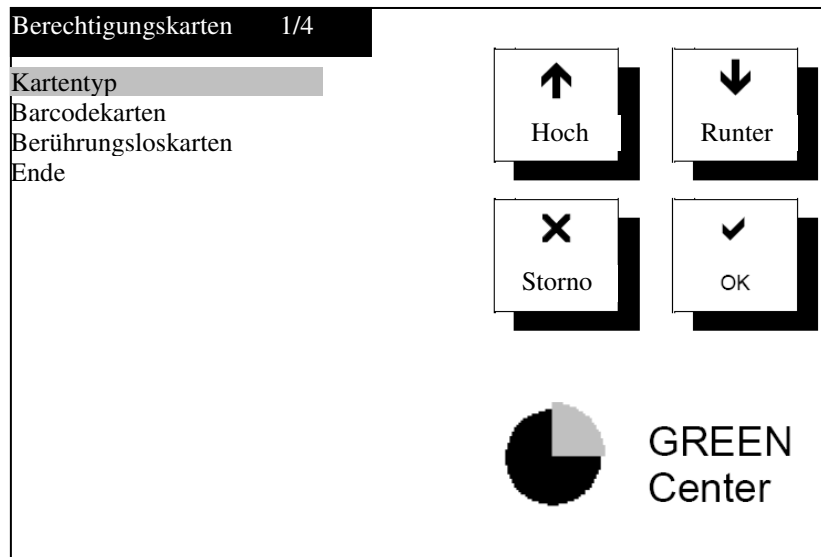 Berechtigungskarten 1/4
Kartentyp
Barcodekarten
Berührungsloskarten
Ende
Hoch
Runter
Storno
OK
GREEN
Center